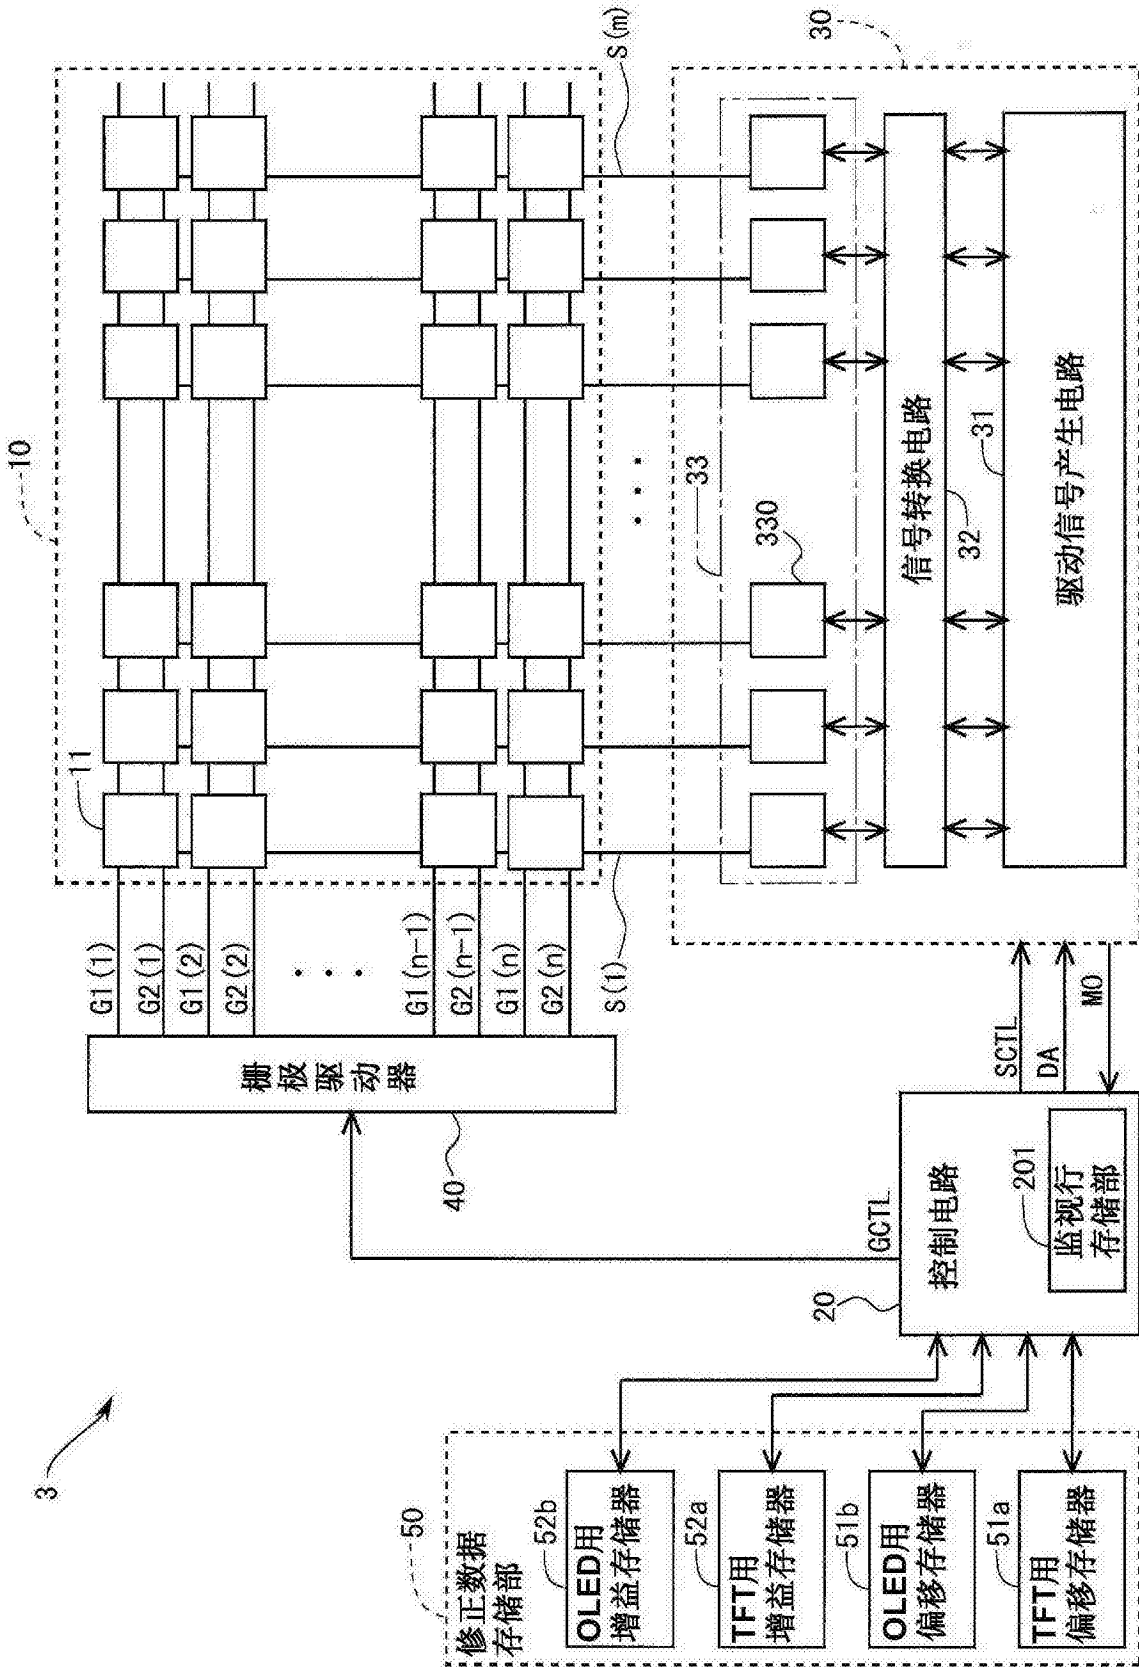 3
10
11
G1(1)
G2(1)
G1(2)
G2(2)
G1(n-1)
G2(n-1)
G1(n)
G2(n)
栅极驱动器
40
S(1)
S(m)
30
33
330
信号转换电路
32
31
驱动信号产生电路
SCTL
DA
MO
GCTL
20
控制电路
201
监视行
存储部
50
修正数据
存储部
52b
OLED用
增益存储器
52a
TFT用
增益存储器
51b
OLED用
偏移存储器
51a
TFT用
偏移存储器